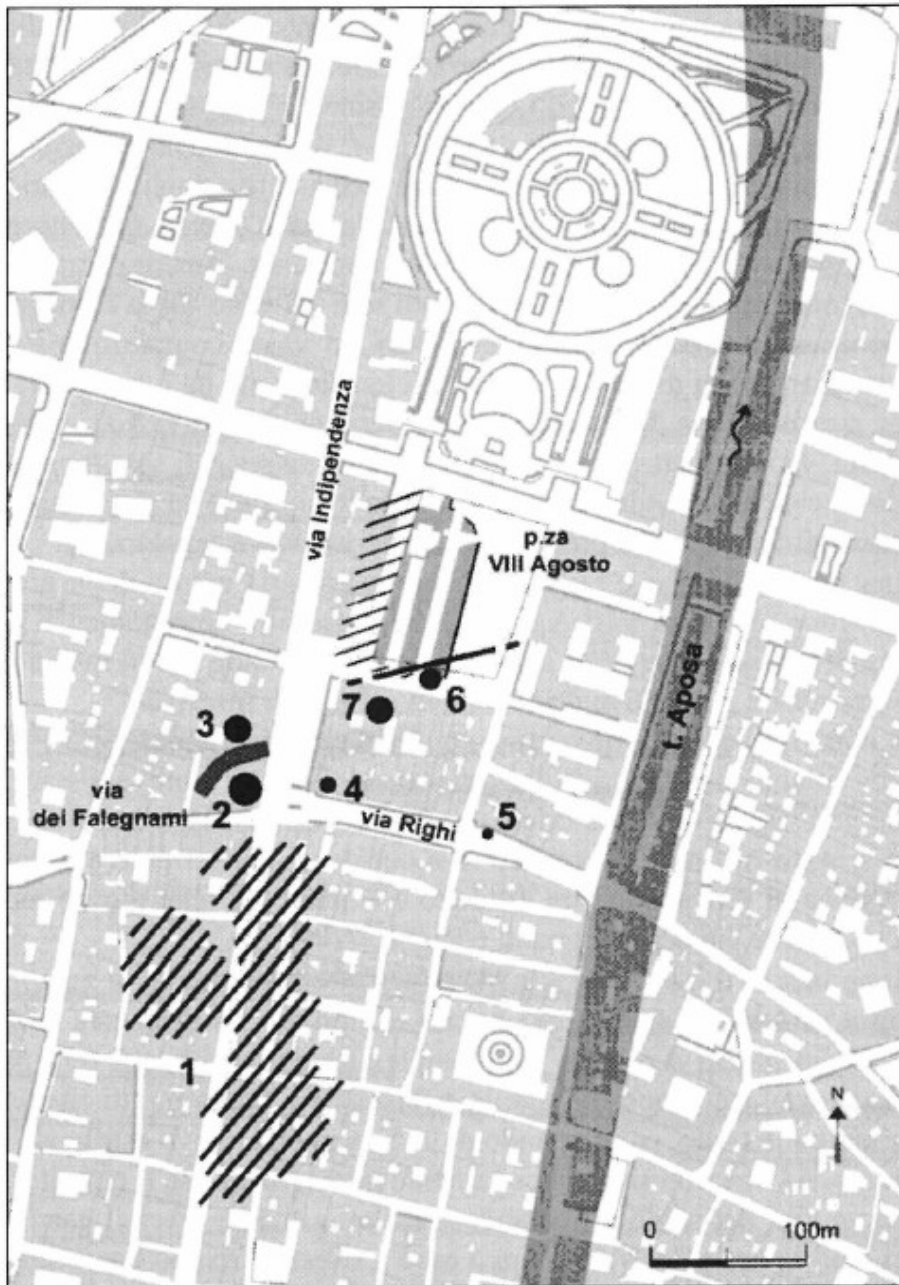 via Indipendenza
p.za
VIII Agosto
t. Aposa
6
7
3
via
dei Falegnami
2
4
via Righi
5
1
N
0
100m